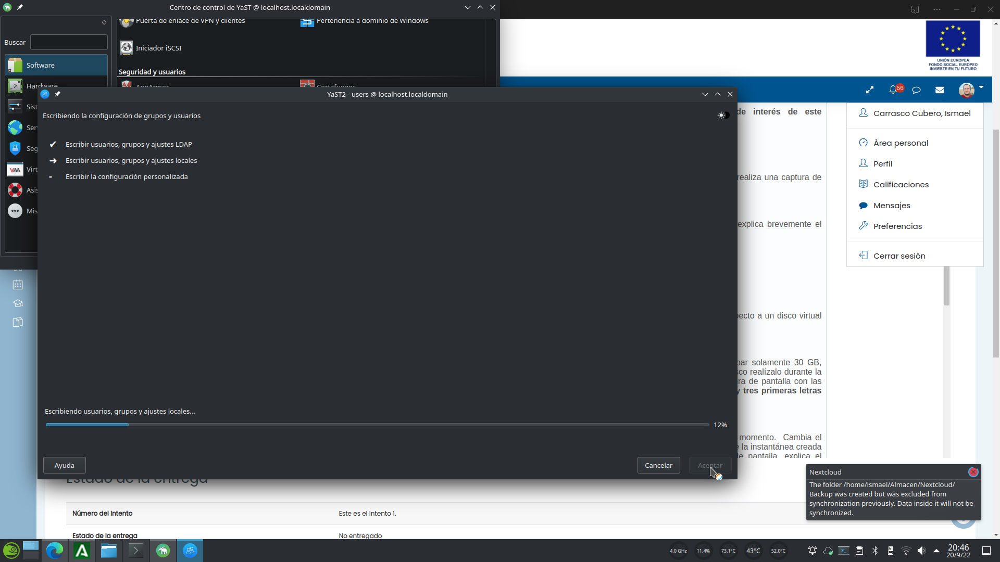 Centro de control de YaST @ localhost.localdomain
Buscar
Software
Hardware
Sist
Ser
Seg
Virt
Asis
Mis
Puerta de enlace de VPN y clientes
Pertenencia a dominio de Windows
Iniciador iSCSI
Seguridad y usuarios
AppArmor
Cortafuegos
UNIÓN EUROPEA
FONDO SOCIAL EUROPEO
INVIERTE EN TU FUTURO
56
YaST2 - users @ localhost.localdomain
Escribiendo la configuración de grupos y usuarios
Escribir usuarios, grupos y ajustes LDAP
Escribir usuarios, grupos y ajustes locales
Escribir la configuración personalizada
Escribiendo usuarios, grupos y ajustes locales...
12%
Ayuda
Cancelar
Aceptar
de interés de este
realiza una captura de
explica brevemente el
pecto a un disco virtual
par solamente 30 GB,
sco realízalo durante la
ra de pantalla con las
y tres primeras letras
momento. Cambia el
e la instantánea creada
de pantalla, explica el
Carrasco Cubero, Ismael
Área personal
Perfil
Calificaciones
Mensajes
Preferencias
Cerrar sesión
Estado de la entrega
Número del Intento
Este es el intento 1.
Estado de la entrega
No entregado
Nextcloud
The folder /home/ismael/Almacen/Nextcloud/
Backup was created but was excluded from
synchronization previously. Data inside it will not be
synchronized.
4,0 GHz
11,4%
73,1°C
43°C
52,0°C
20:46
20/9/22